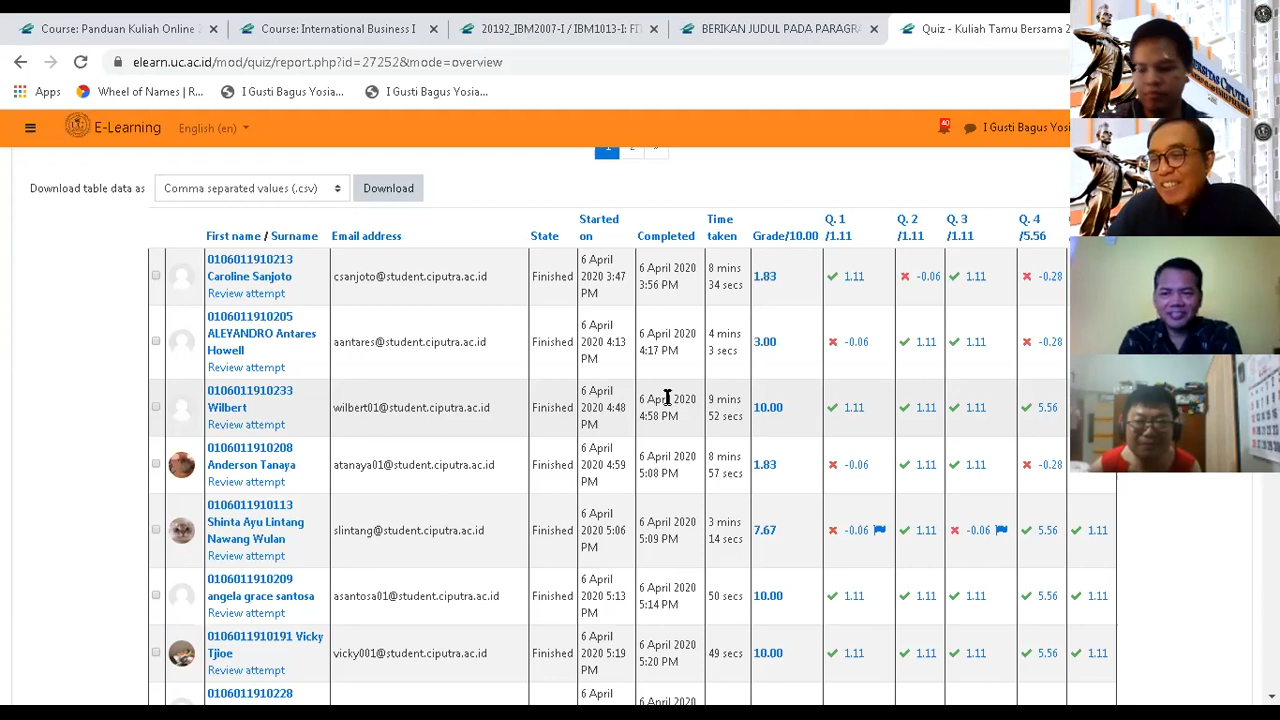 Course: Panduan Kuliah Online 2
Course: International Business
20192_IBM2007-I-IBM1013-I: FD
BERIKAN JUDUL PADA PARAGRA
Quiz - Kuliah Tamu Bersama 2
elearn.uc.ac.id/mod/quiz/report.php?id=27252&mode=overview
Apps
Wheel of Names | R...
I Gusti Bagus Yosia...
I Gusti Bagus Yosia...
E-Learning
English (en)
40
I Gusti Bagus Yosi
1 2 »
Download table data as
Comma separated values (.csv)
Download
First name / Surname
Email address
State
Started
on
Completed
Time
taken
Grade/10.00
Q. 1
/1.11
Q. 2
/1.11
Q. 3
/1.11
Q. 4
/5.56
0106011910213
Caroline Sanjoto
Review attempt
csanjoto@student.ciputra.ac.id
Finished
6 April
2020 3:47
PM
6 April 2020
3:56 PM
8 mins
34 secs
1.83
1.11
-0.06
1.11
-0.28
0106011910205
ALEYANDRO Antares
Howell
Review attempt
aantares@student.ciputra.ac.id
Finished
6 April
2020 4:13
PM
6 April 2020
4:17 PM
4 mins
3 secs
3.00
-0.06
1.11
1.11
-0.28
0106011910233
Wilbert
Review attempt
wilbert01@student.ciputra.ac.id
Finished
6 April
2020 4:48
PM
6 April 2020
4:58 PM
9 mins
52 secs
10.00
1.11
1.11
1.11
5.56
0106011910208
Anderson Tanaya
Review attempt
atanaya01@student.ciputra.ac.id
Finished
6 April
2020 4:59
PM
6 April 2020
5:08 PM
8 mins
57 secs
1.83
-0.06
1.11
1.11
-0.28
0106011910113
Shinta Ayu Lintang
Nawang Wulan
Review attempt
slintang@student.ciputra.ac.id
Finished
6 April
2020 5:06
PM
6 April 2020
5:09 PM
3 mins
14 secs
7.67
-0.06
1.11
-0.06
5.56
1.11
0106011910209
angela grace santosa
Review attempt
asantosa01@student.ciputra.ac.id
Finished
6 April
2020 5:13
PM
6 April 2020
5:14 PM
50 secs
10.00
1.11
1.11
1.11
5.56
1.11
0106011910191 Vicky
Tjioe
Review attempt
vicky001@student.ciputra.ac.id
Finished
6 April
2020 5:19
PM
6 April 2020
5:20 PM
49 secs
10.00
1.11
1.11
1.11
5.56
1.11
0106011910228
6 April